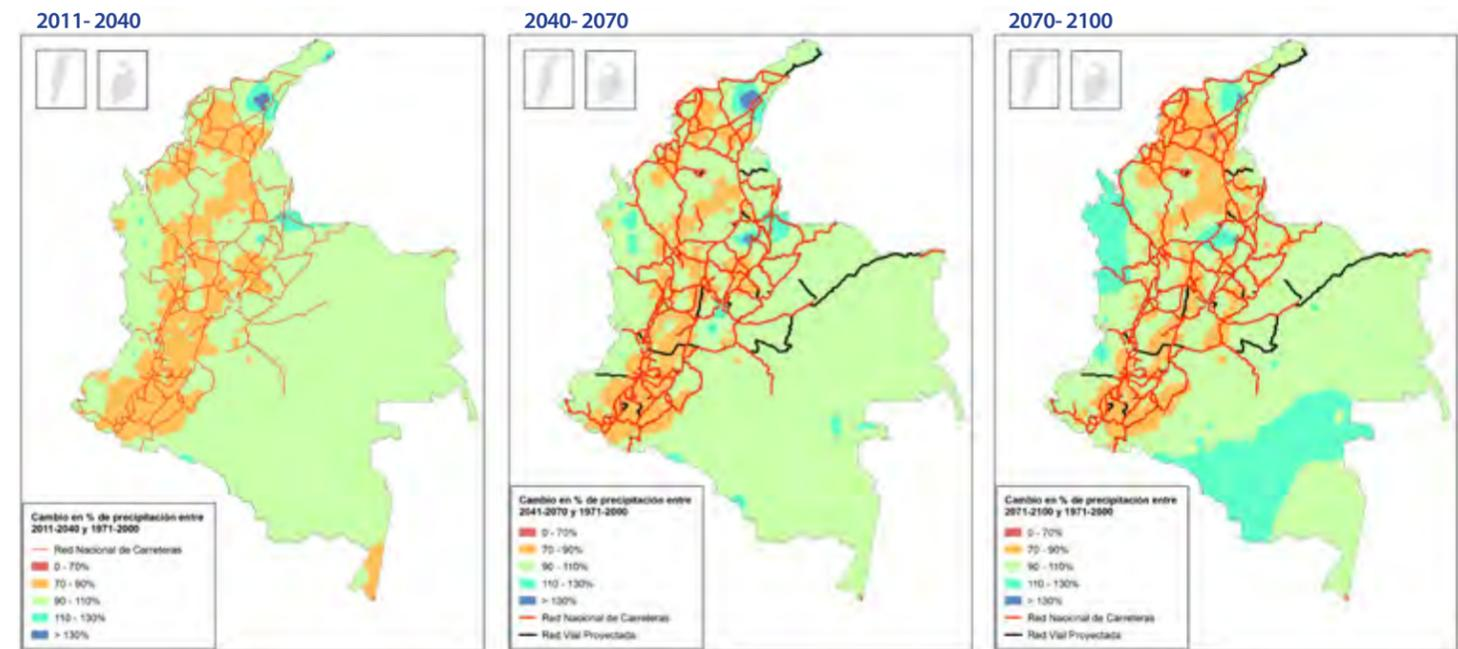 2011- 2040
2040- 2070
2070- 2100
Cambio en % de precipitación entre
2011-2040 y 1971-2000
Red Nacional de Carreteras
0 - 70%
70 - 90%
90 - 110%
110 - 130%
> 130%
Cambio en % de precipitación entre
2041-2070 y 1971-2000
0 - 70%
70 - 90%
90 - 110%
110 - 130%
> 130%
Red Nacional de Carreteras
Red Vial Proyectada
Cambio en % de precipitación entre
2071-2100 y 1971-2000
0 - 70%
70 - 90%
90 - 110%
110 - 130%
> 130%
Red Nacional de Carreteras
Red Vial Proyectada